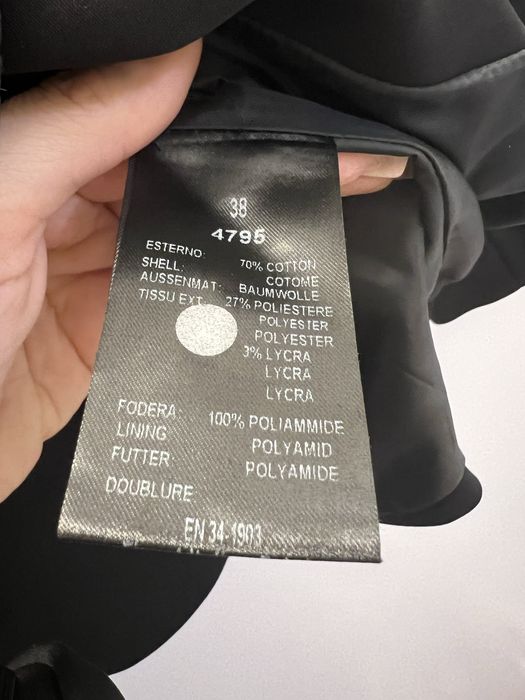 38
4795
ESTERNO: 70% COTTON
SHELL: COTOME
AUSSENMAT: BAUMWOLLE
TISSU EXT. 27% POLIESTERE
POLYESTER
POLYESTER
3% LYCRA
LYCRA
LYCRA
FODERA: 100% POLIAMMIDE
LINING POLYAMID
FUTTER POLYAMIDE
DOUBLURE
EN 34-1903